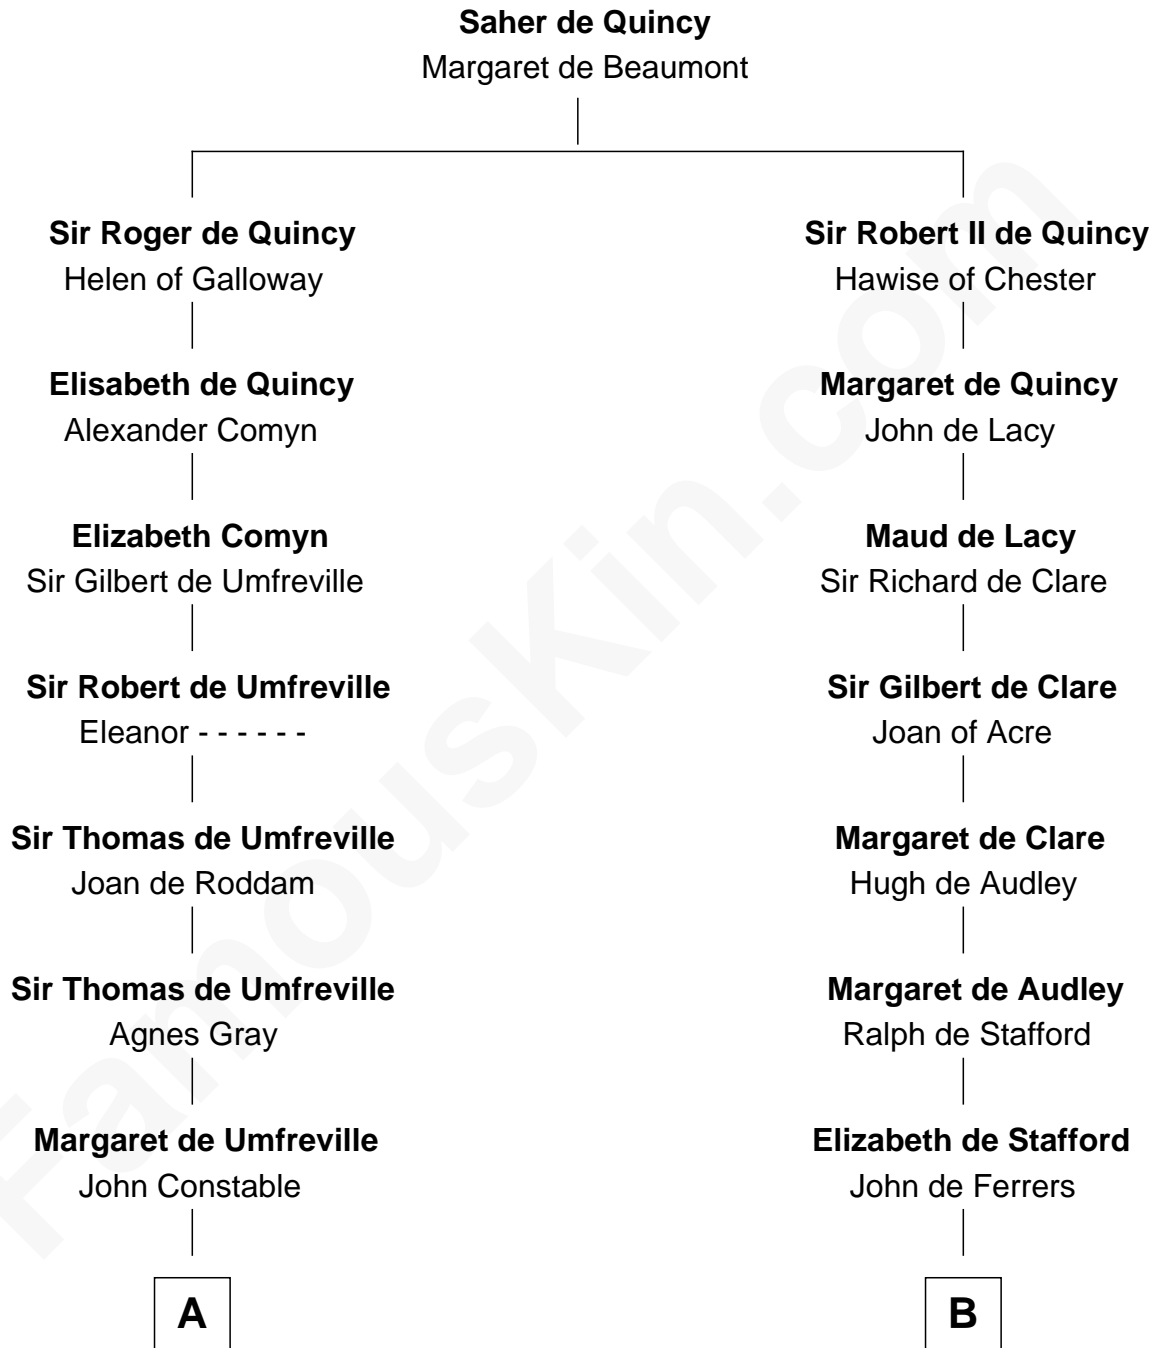 Saher de Quincy
Margaret de Beaumont
Sir Roger de Quincy
Helen of Galloway
Sir Robert II de Quincy
Hawise of Chester
Elisabeth de Quincy
Alexander Comyn
Margaret de Quincy
John de Lacy
Elizabeth Comyn
Sir Gilbert de Umfreville
Maud de Lacy
Sir Richard de Clare
Sir Robert de Umfreville
Eleanor - - - - - -
Sir Gilbert de Clare
Joan of Acre
Sir Thomas de Umfreville
Joan de Roddam
Margaret de Clare
Hugh de Audley
Sir Thomas de Umfreville
Agnes Gray
Margaret de Audley
Ralph de Stafford
Margaret de Umfreville
John Constable
Elizabeth de Stafford
John de Ferrers
A
B
FamousKin.com